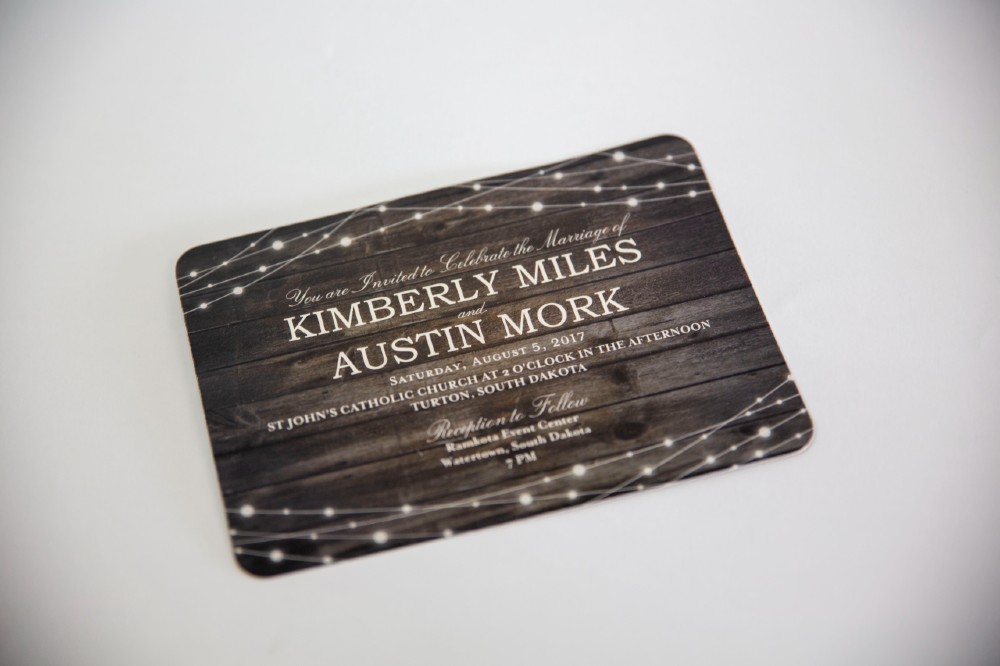 You are Invited to Celebrate the Marriage of
KIMBERLY MILES
and
AUSTIN MORK
SATURDAY, AUGUST 5, 2017
ST JOHN'S CATHOLIC CHURCH AT 2 O'CLOCK IN THE AFTERNOON
TURTON, SOUTH DAKOTA
Reception to Follow
Ramkota Event Center
Watertown, South Dakota
7 PM